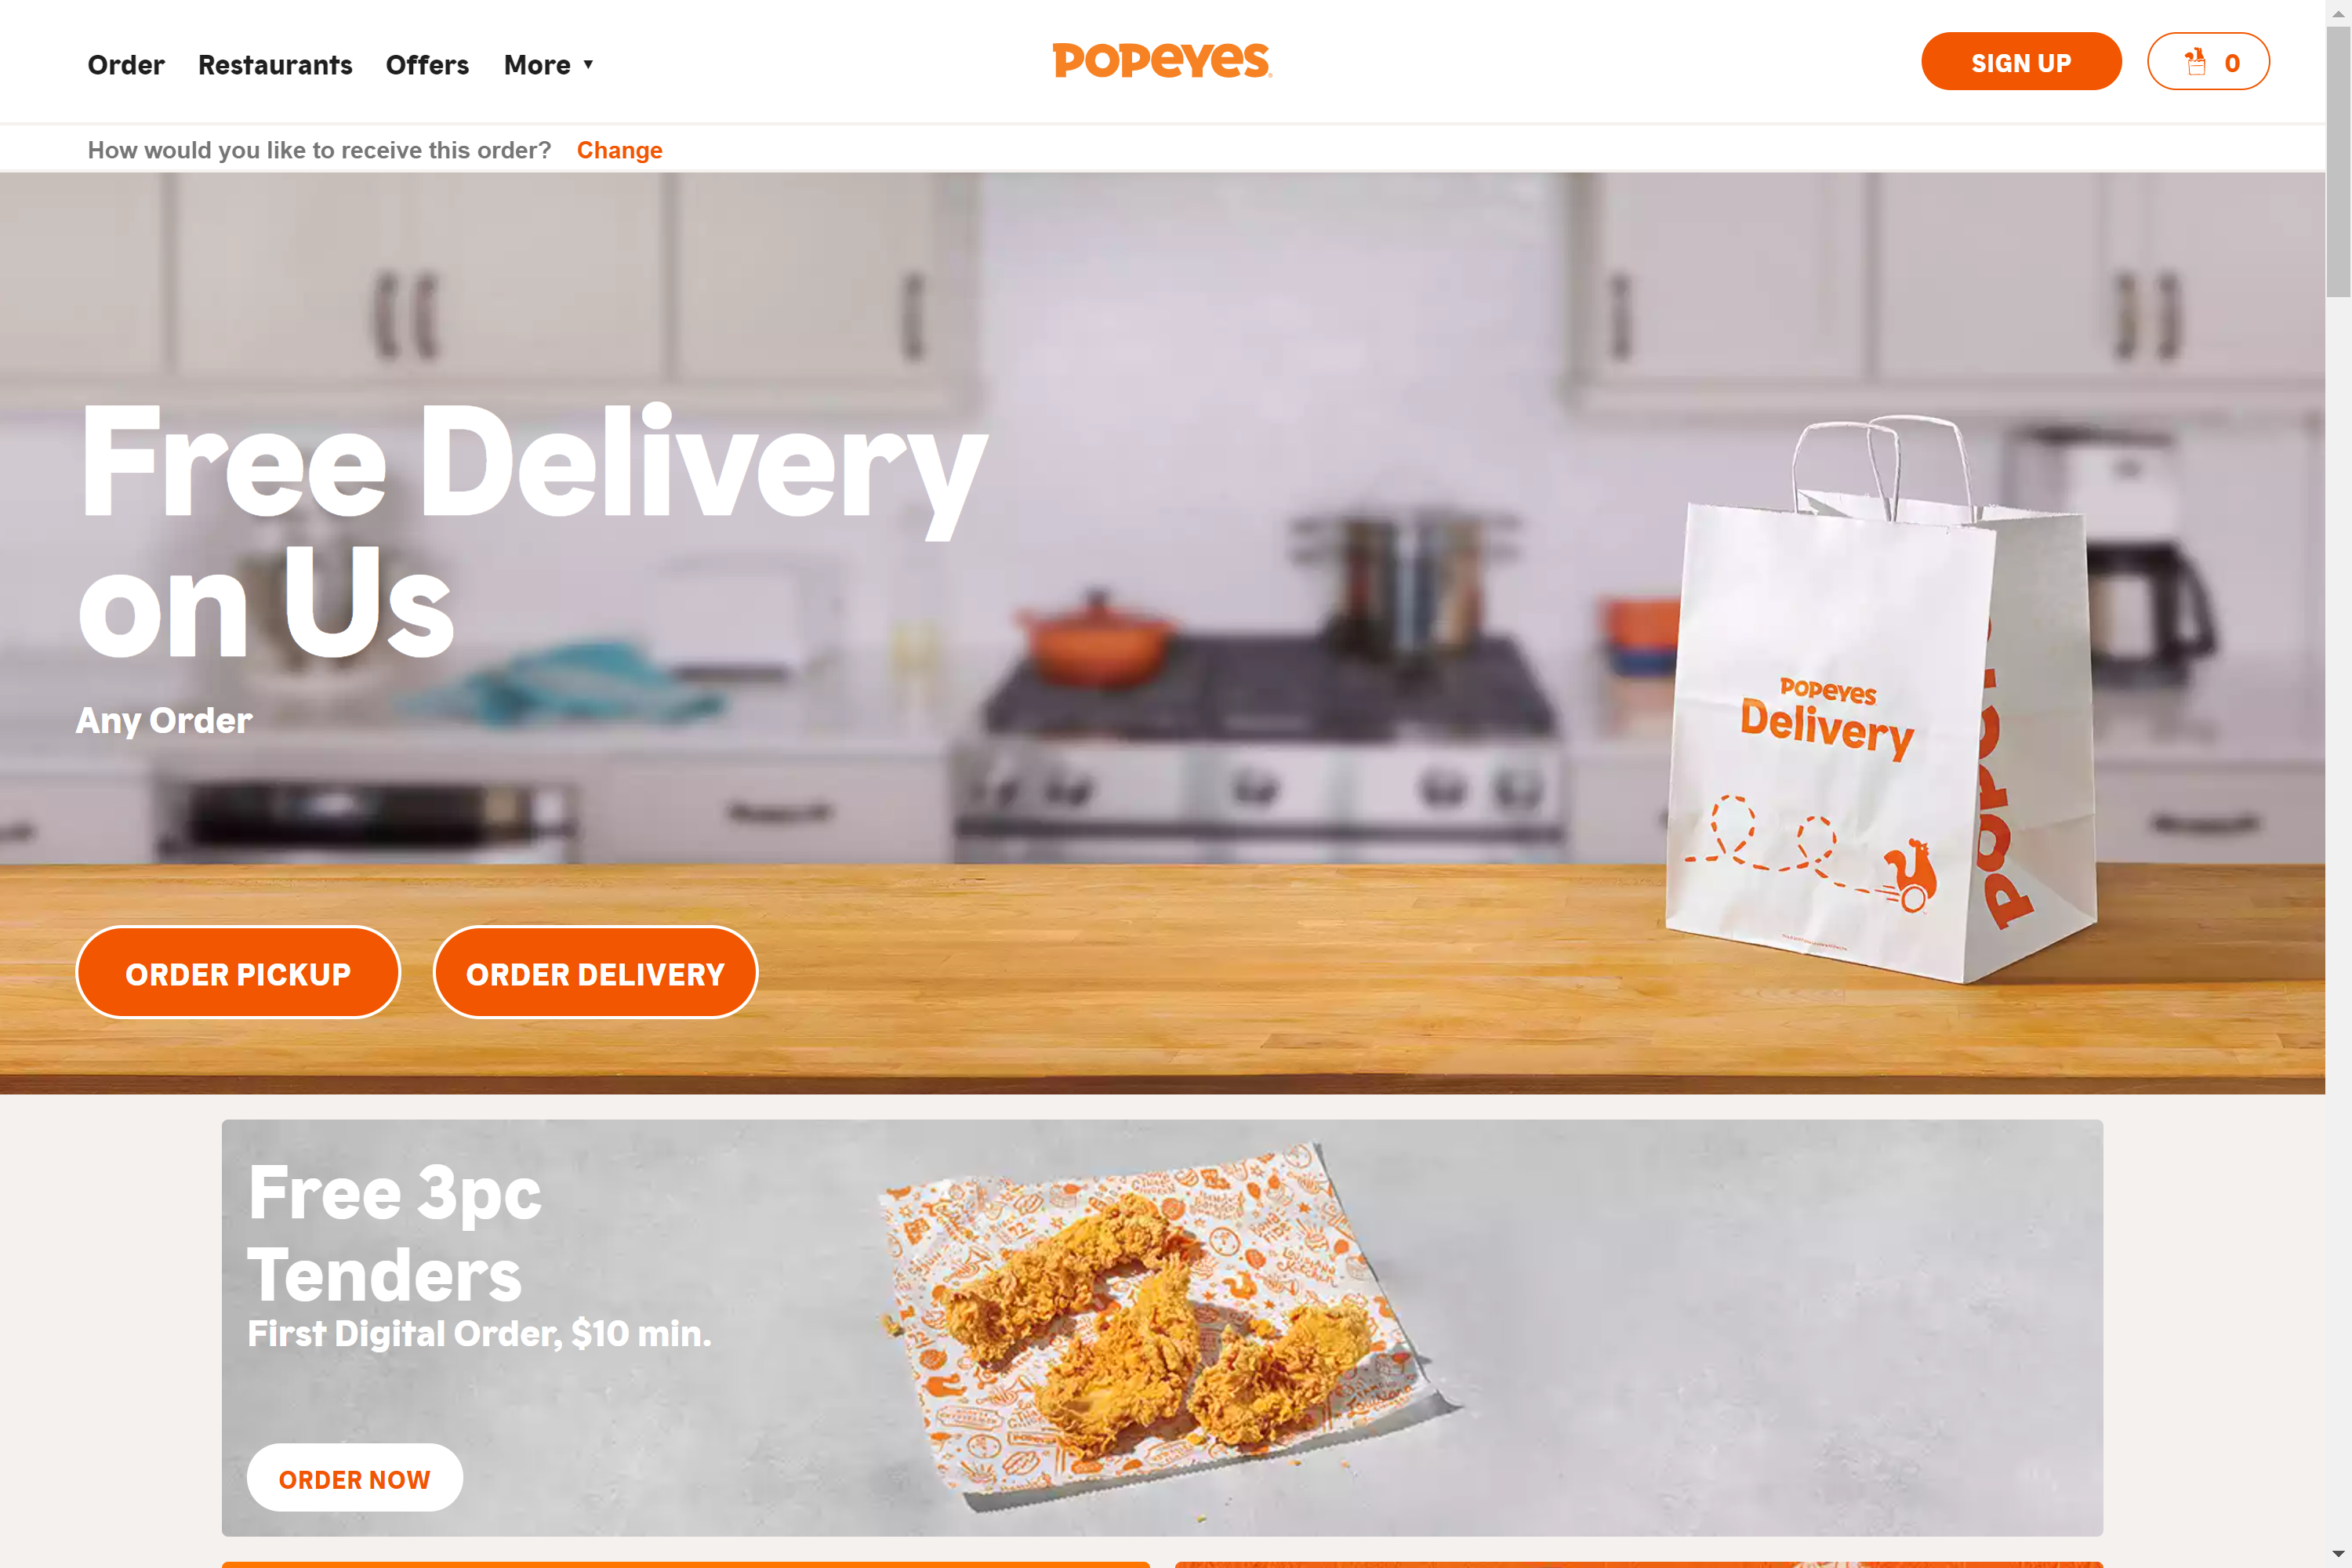 Order Restaurants Offers More ▼
POPEYES
SIGN UP
0
How would you like to receive this order? Change
Free Delivery
on Us
Any Order
POPEYES
Delivery
ORDER PICKUP
ORDER DELIVERY
Free 3pc
Tenders
First Digital Order, $10 min.
ORDER NOW